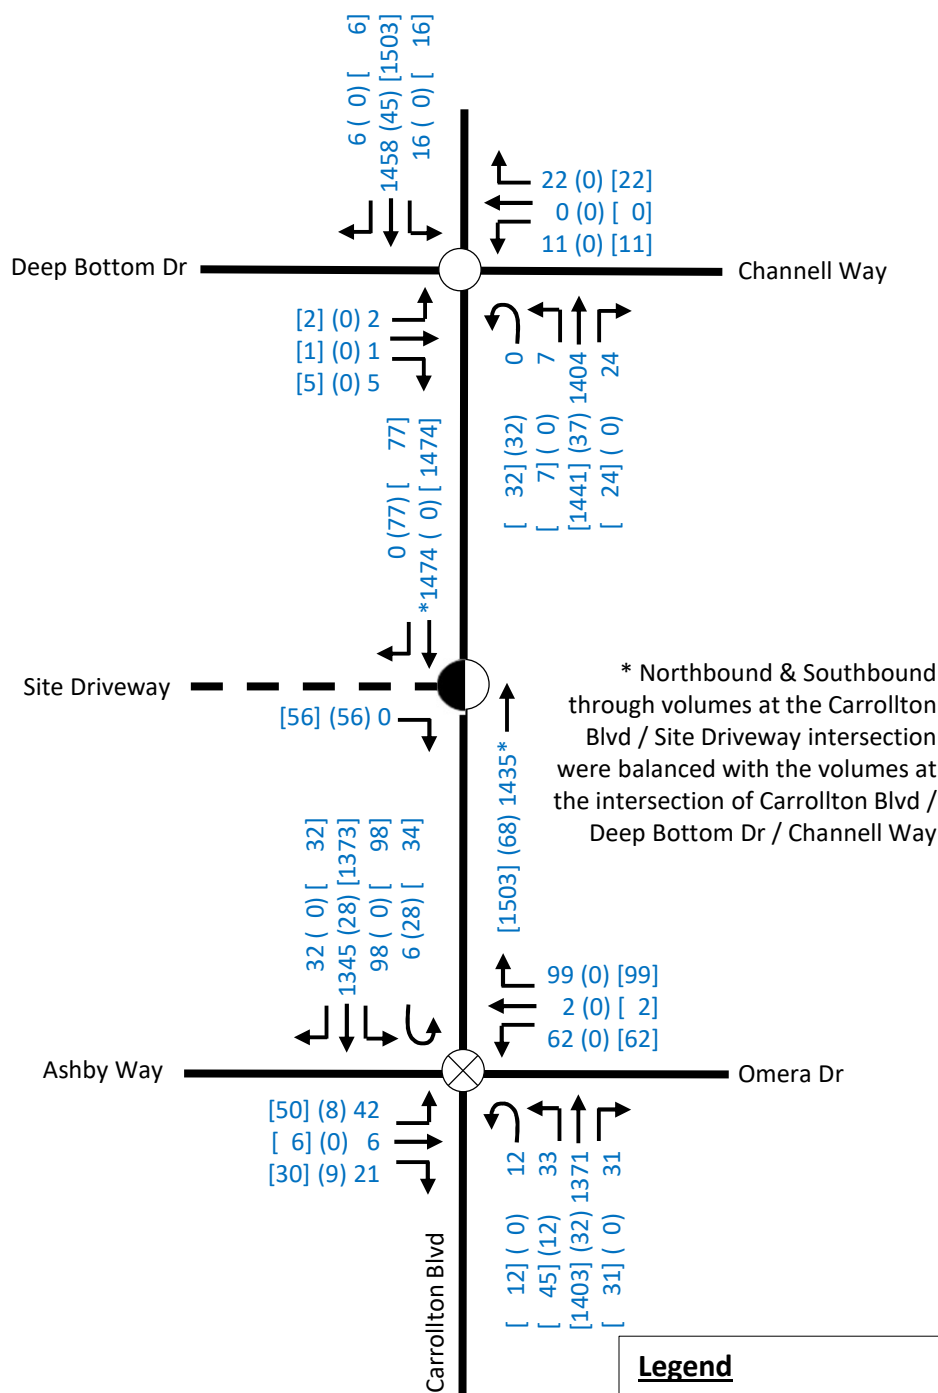 6 ( 0) [ 6]
1458 (45) [1503]
16 ( 0) [ 16]
22 (0) [22]
0 (0) [ 0]
11 (0) [11]
Deep Bottom Dr
Channell Way
[2] (0) 2
[1] (0) 1
[5] (0) 5
[ 32] (32) 0
[ 7] ( 0) 7
[1441] (37) 1404
[ 24] ( 0) 24
0 (77) [ 77]
*1474 ( 0) [ 1474]
Site Driveway
[56] (56) 0
* Northbound & Southbound
through volumes at the Carrollton
Blvd / Site Driveway intersection
were balanced with the volumes at
the intersection of Carrollton Blvd /
Deep Bottom Dr / Channell Way
[1503] (68) 1435*
32 ( 0) [ 32]
1345 (28) [1373]
98 ( 0) [ 98]
6 (28) [ 34]
99 (0) [99]
2 (0) [ 2]
62 (0) [62]
Ashby Way
Omera Dr
[50] (8) 42
[ 6] (0) 6
[30] (9) 21
[ 12] ( 0) 12
[ 45] (12) 33
[1403] (32) 1371
[ 31] ( 0) 31
Carrollton Blvd
Legend